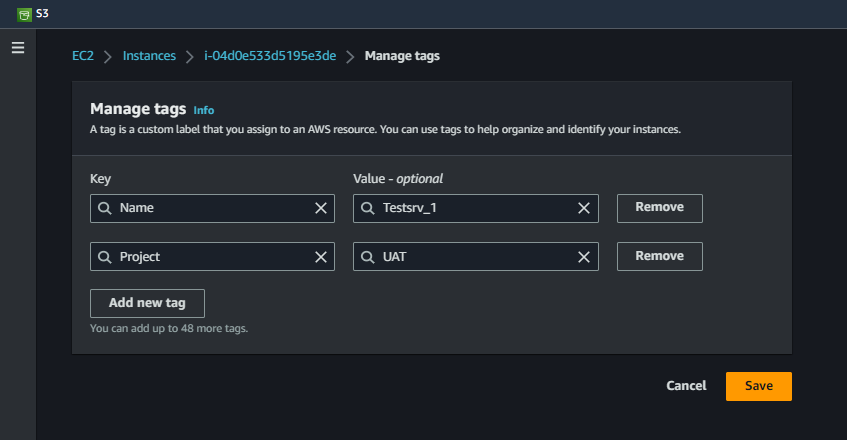 S3
EC2 Instances i-04d0e533d5195e3de Manage tags
Manage tags Info
A tag is a custom label that you assign to an AWS resource. You can use tags to help organize and identify your instances.
Key Value - optional
Name Testsrv_1 Remove
Project UAT Remove
Add new tag
You can add up to 48 more tags.
Cancel Save